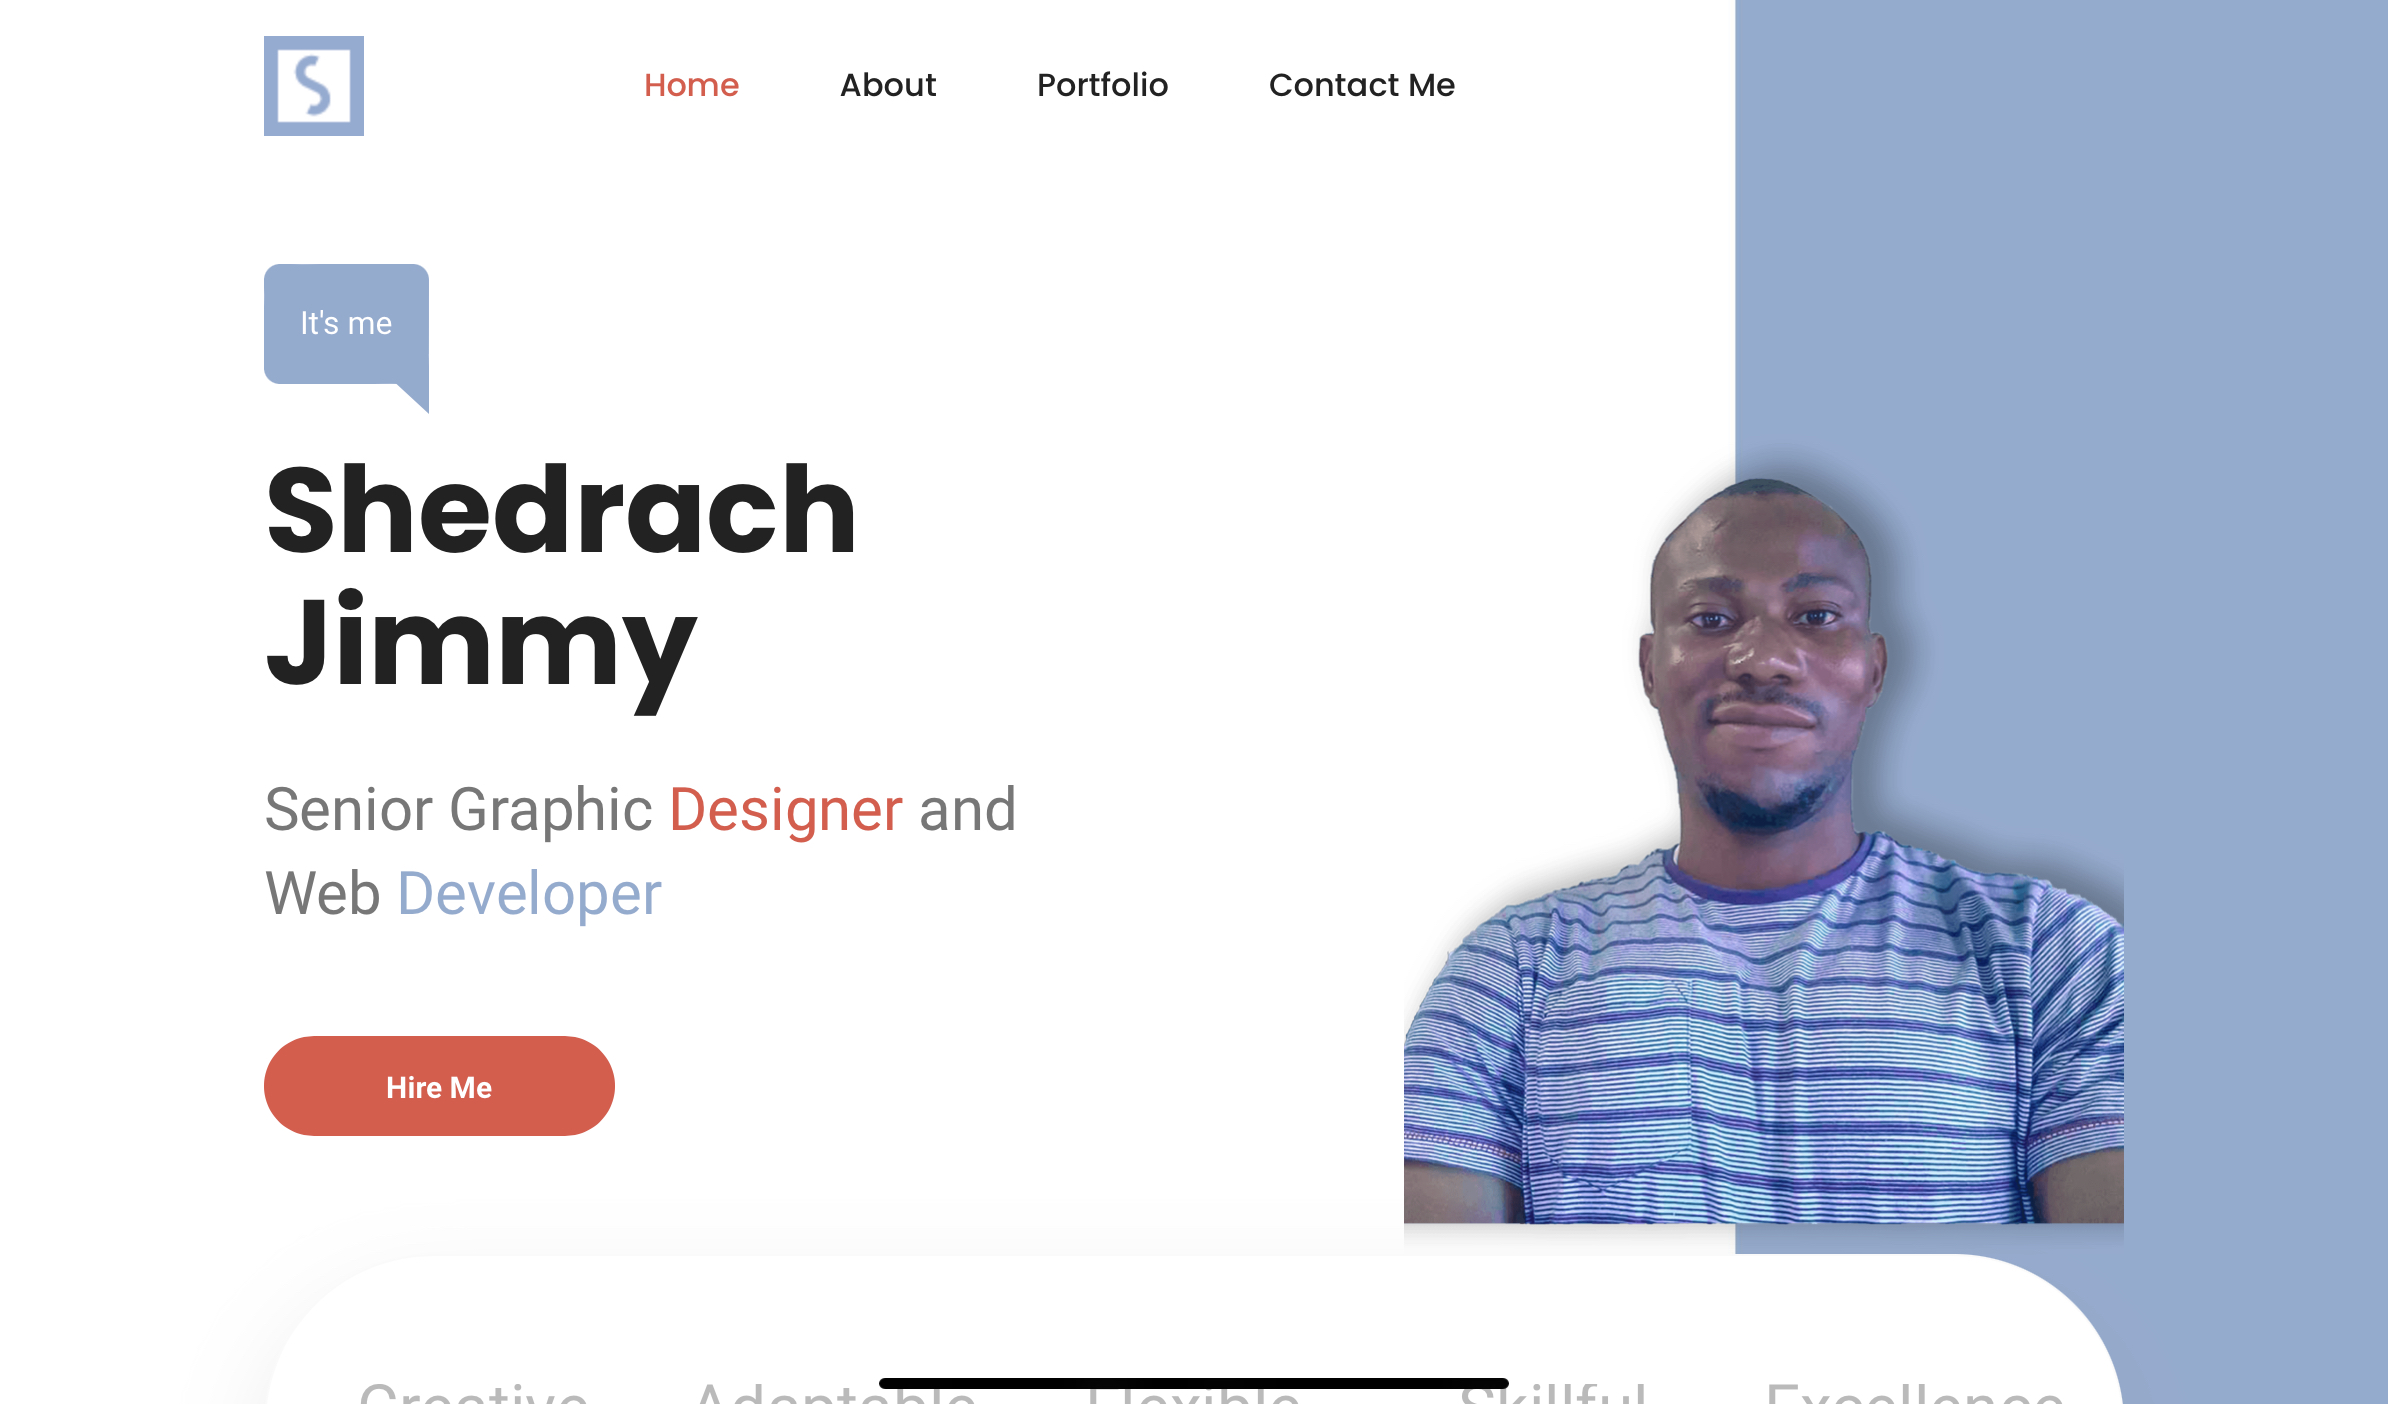 S
Home About Portfolio Contact Me
It's me
Shedrach
Jimmy
Senior Graphic Designer and
Web Developer
Hire Me
Creative Adaptable Flexible Skillful Excellence